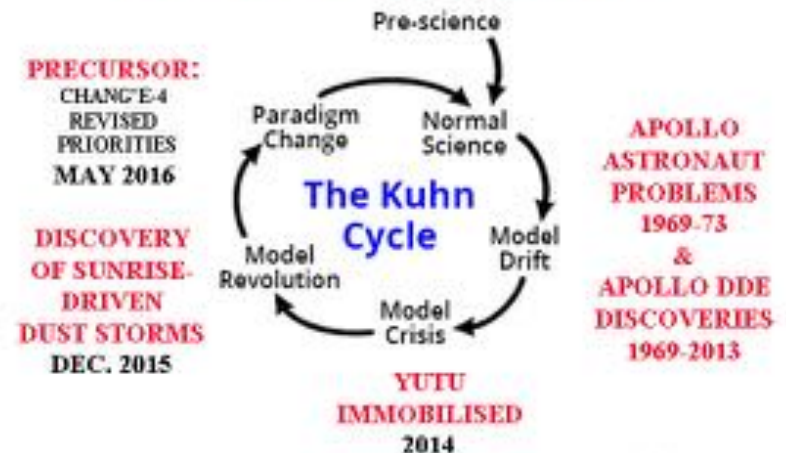 Pre-science
PRECURSOR:
CHANG'E-4
REVISED
PRIORITIES
MAY 2016
Paradigm
Change
Normal
Science
APOLLO
ASTRONAUT
PROBLEMS
1969-73
&
APOLLO DDE
DISCOVERIES
1969-2013
The Kuhn
Cycle
DISCOVERY
OF SUNRISE-
DRIVEN
DUST STORMS
DEC. 2015
Model
Revolution
Model
Drift
Model
Crisis
YUTU
IMMOBILISED
2014